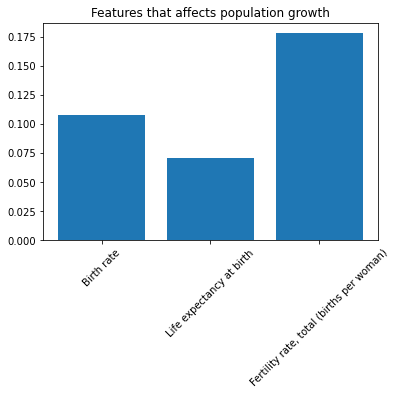 Features that affects population growth
0.175
0.150
0.125
0.100
0.075
0.050
0.025
0.000
Birth rate
Life expectancy at birth
Fertility rate, total (births per woman)